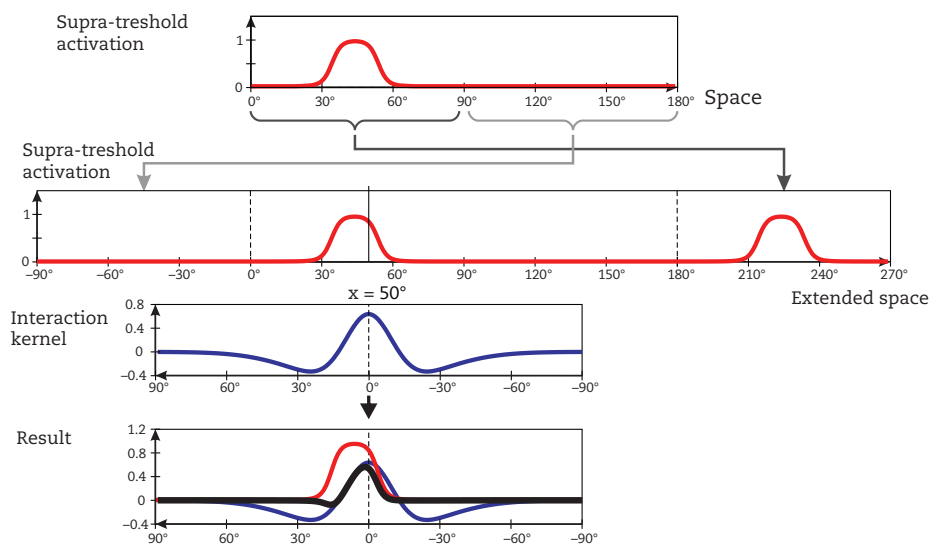 Supra-treshold
activation
1
0
0° 30° 60° 90° 120° 150° 180°
Space
Supra-treshold
activation
1
0
−90° −60° −30° 0° 30° 60° 90° 120° 150° 180° 210° 240° 270°
x = 50°
Extended space
Interaction
kernel
0.8
0.4
0
−0.4
90° 60° 30° 0° −30° −60° −90°
Result
1.2
0.8
0.4
0
−0.4
90° 60° 30° 0° −30° −60° −90°